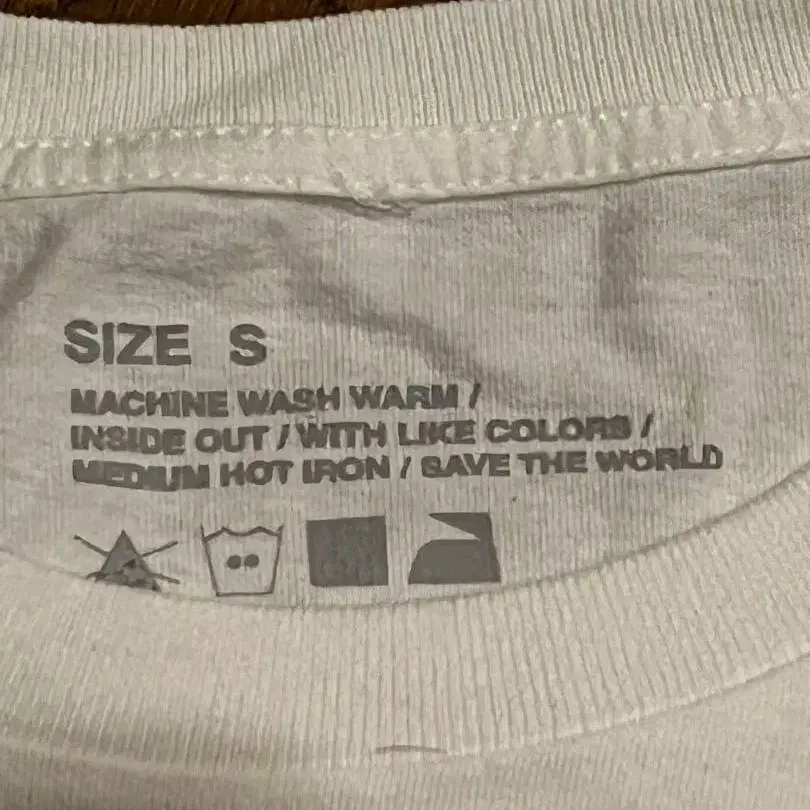 SIZE S
MACHINE WASH WARM /
INSIDE OUT / WITH LIKE COLORS /
MEDIUM HOT IRON / SAVE THE WORLD